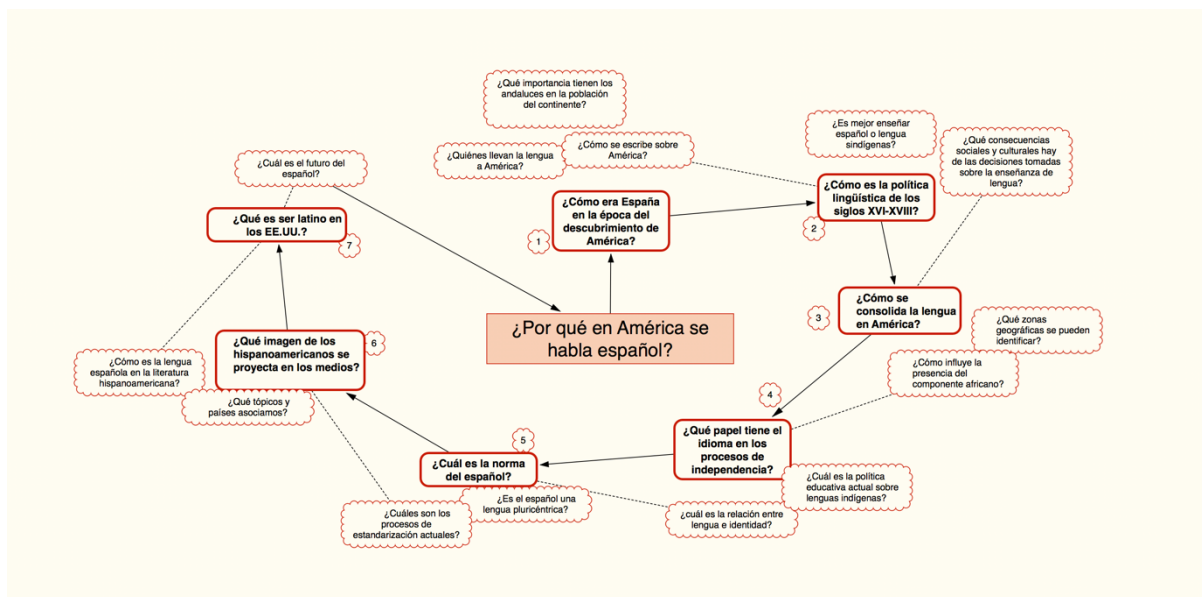 ¿Qué importancia tienen los
andaluces en la población
del continente?
¿Es mejor enseñar
español o lengua
sindígenas?
¿Qué consecuencias
sociales y culturales hay
de las decisiones tomadas
sobre la enseñanza de
lengua?
¿Cómo se escribe sobre
América?
¿Quiénes llevan la lengua
a América?
¿Cuál es el futuro del
español?
¿Cómo es la política
lingüística de los
siglos XVI-XVIII?
2
¿Cómo era España
en la época del
descubrimiento de
América?
1
¿Qué es ser latino en
los EE.UU.?
7
¿Cómo se
consolida la lengua
en América?
3
¿Qué zonas
geográficas se pueden
identificar?
¿Por qué en América se
habla español?
¿Qué imagen de los
hispanoamericanos se
proyecta en los medios?
6
¿Cómo es la lengua
española en la literatura
hispanoamericana?
¿Qué tópicos y
países asociamos?
¿Cómo influye la
presencia del
componente africano?
4
¿Qué papel tiene el
idioma en los
procesos de
independencia?
5
¿Cuál es la norma
del español?
¿Cuál es la política
educativa actual sobre
lenguas indígenas?
¿Es el español una
lengua pluricéntrica?
¿cuál es la relación entre
lengua e identidad?
¿Cuáles son los
procesos de
estandarización actuales?